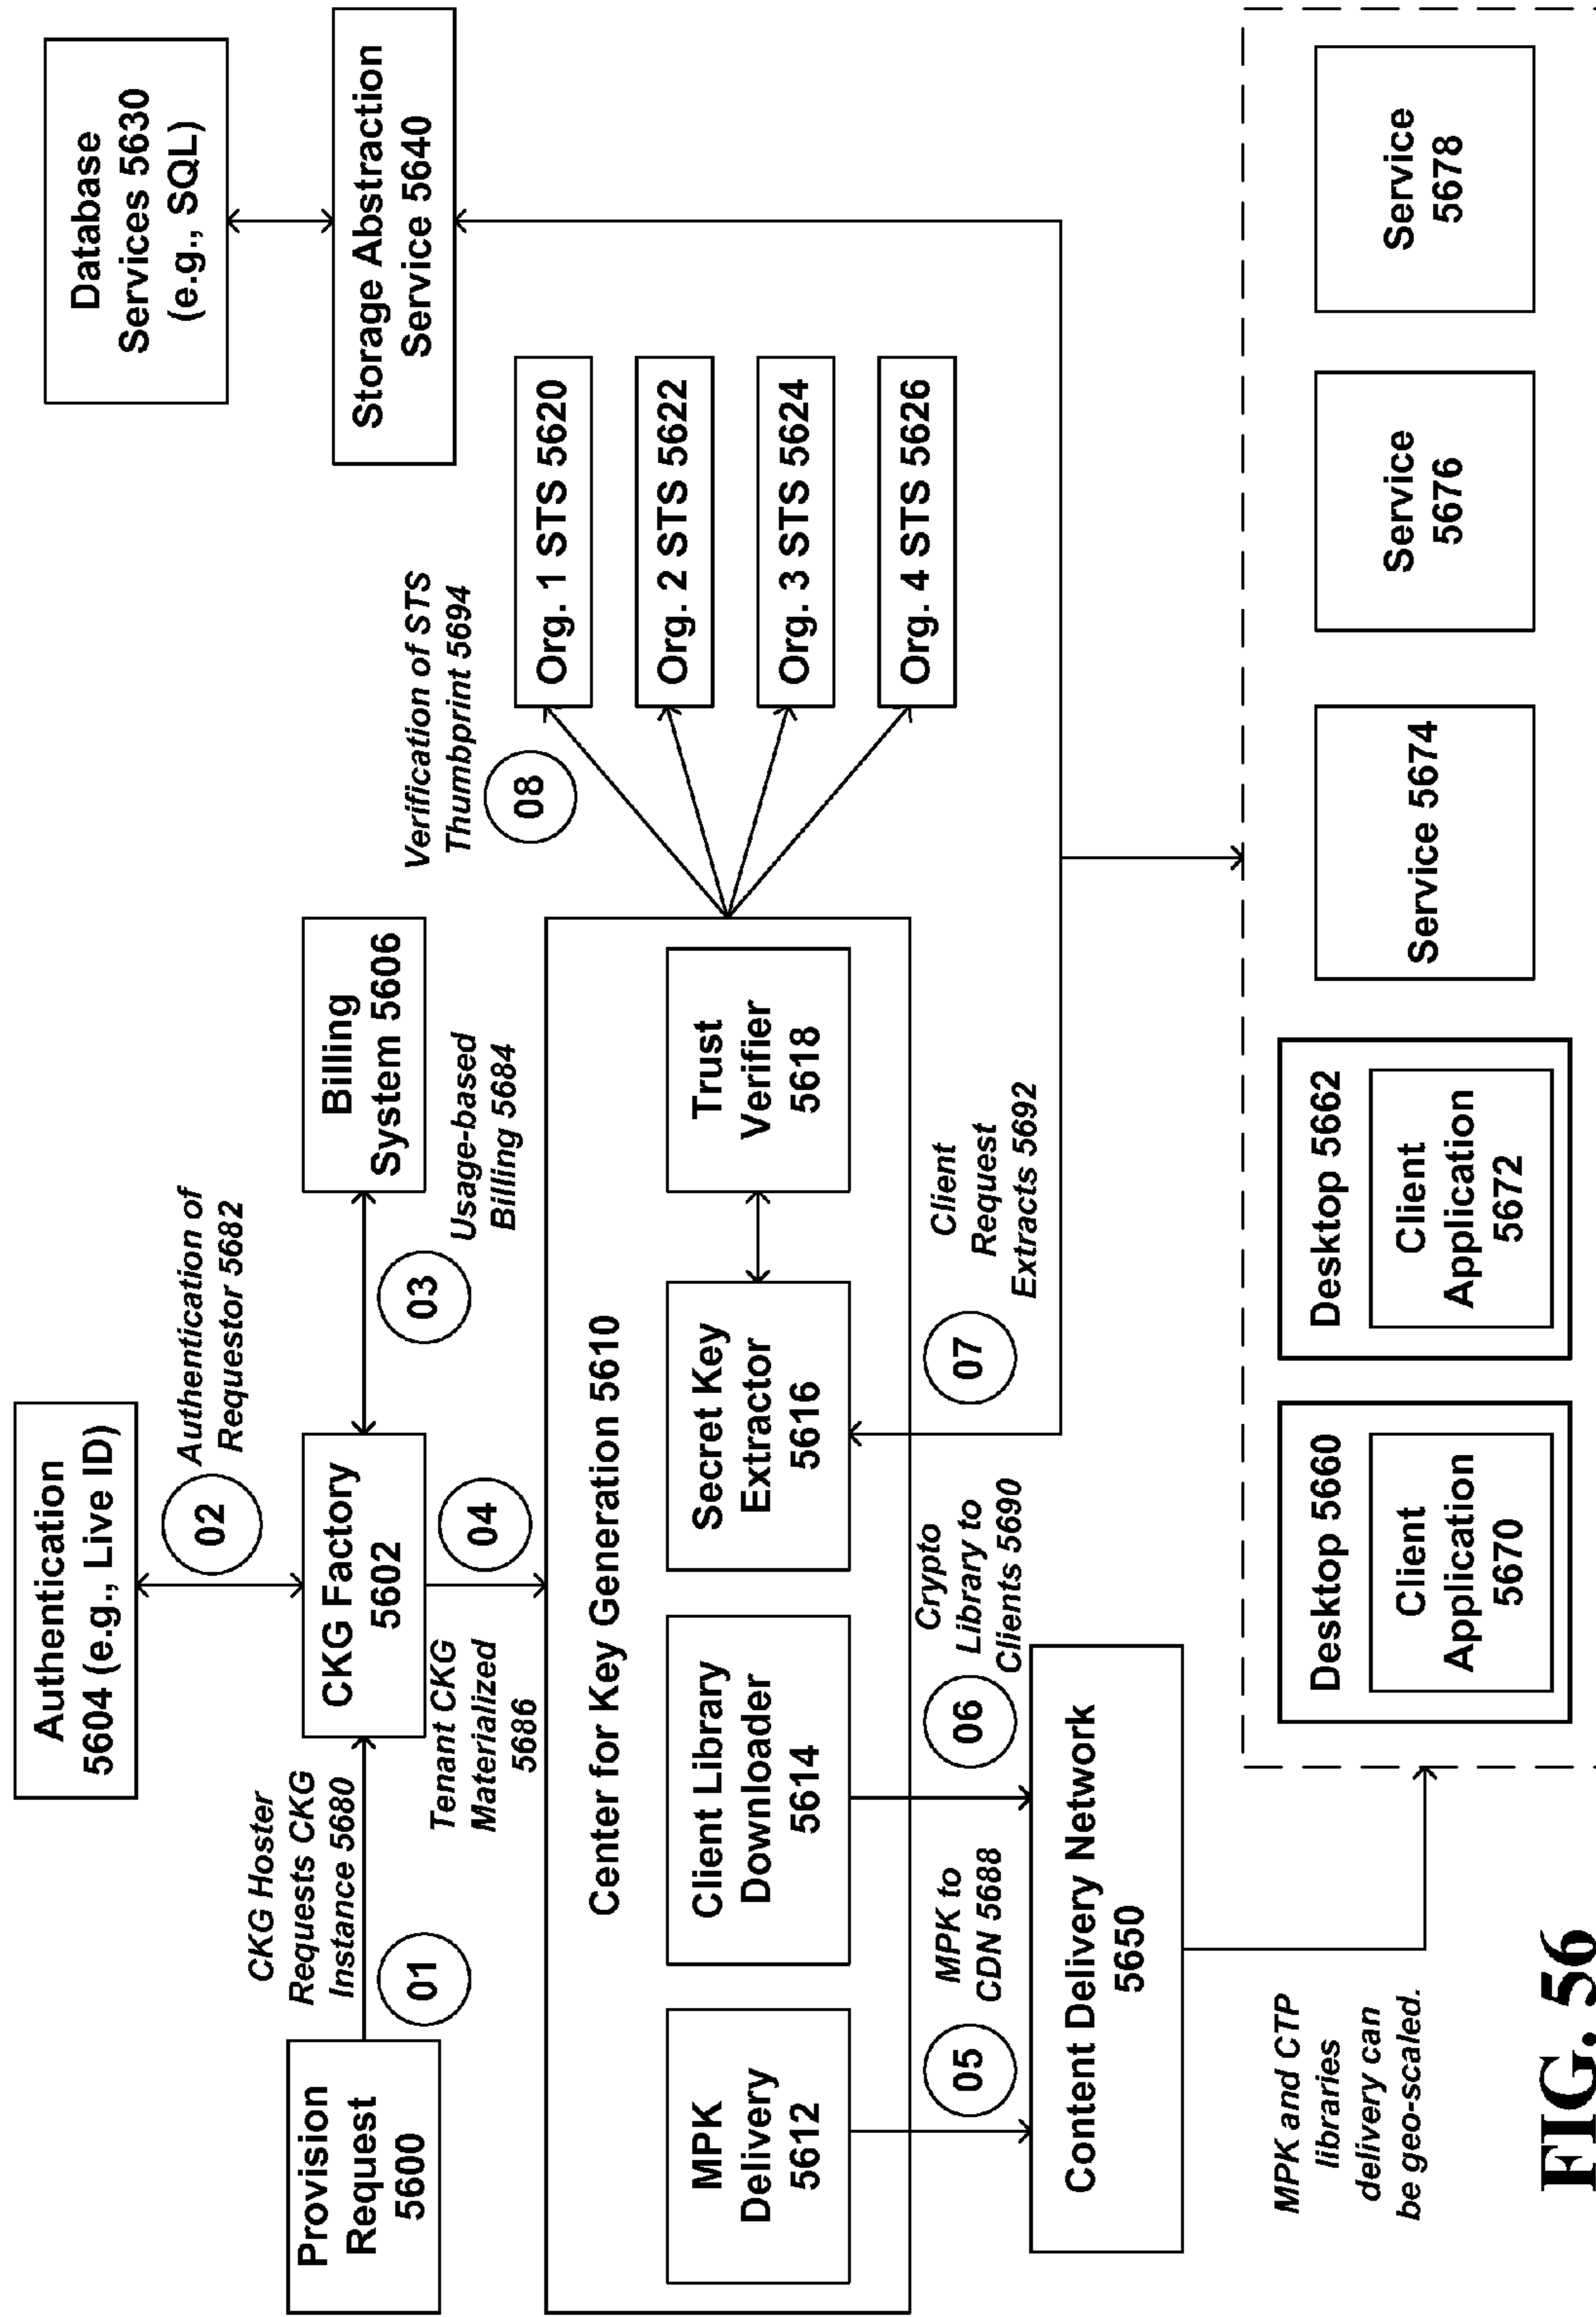 Authentication
5604 (e.g., Live ID)
02
Authentication of
Requestor 5682
Database
Services 5630
(e.g., SQL)
CKG Hoster
Requests CKG
Instance 5680
01
Provision
Request
5600
CKG Factory
5602
03
Usage-based
Billing 5684
Billing
System 5606
Storage Abstraction
Service 5640
Tenant CKG
Materialized
5686
04
Verification of STS
Thumbprint 5694
08
Center for Key Generation 5610
MPK
Delivery
5612
Client Library
Downloader
5614
Secret Key
Extractor
5616
Trust
Verifier
5618
Org. 1 STS 5620
Org. 2 STS 5622
Org. 3 STS 5624
Org. 4 STS 5626
05
MPK to
CDN 5688
06
Crypto
Library to
Clients 5690
07
Client
Request
Extracts 5692
Content Delivery Network
5650
MPK and CTP
libraries
delivery can
be geo-scaled.
Desktop 5660
Client
Application
5670
Desktop 5662
Client
Application
5672
Service 5674
Service
5676
Service
5678
FIG. 56